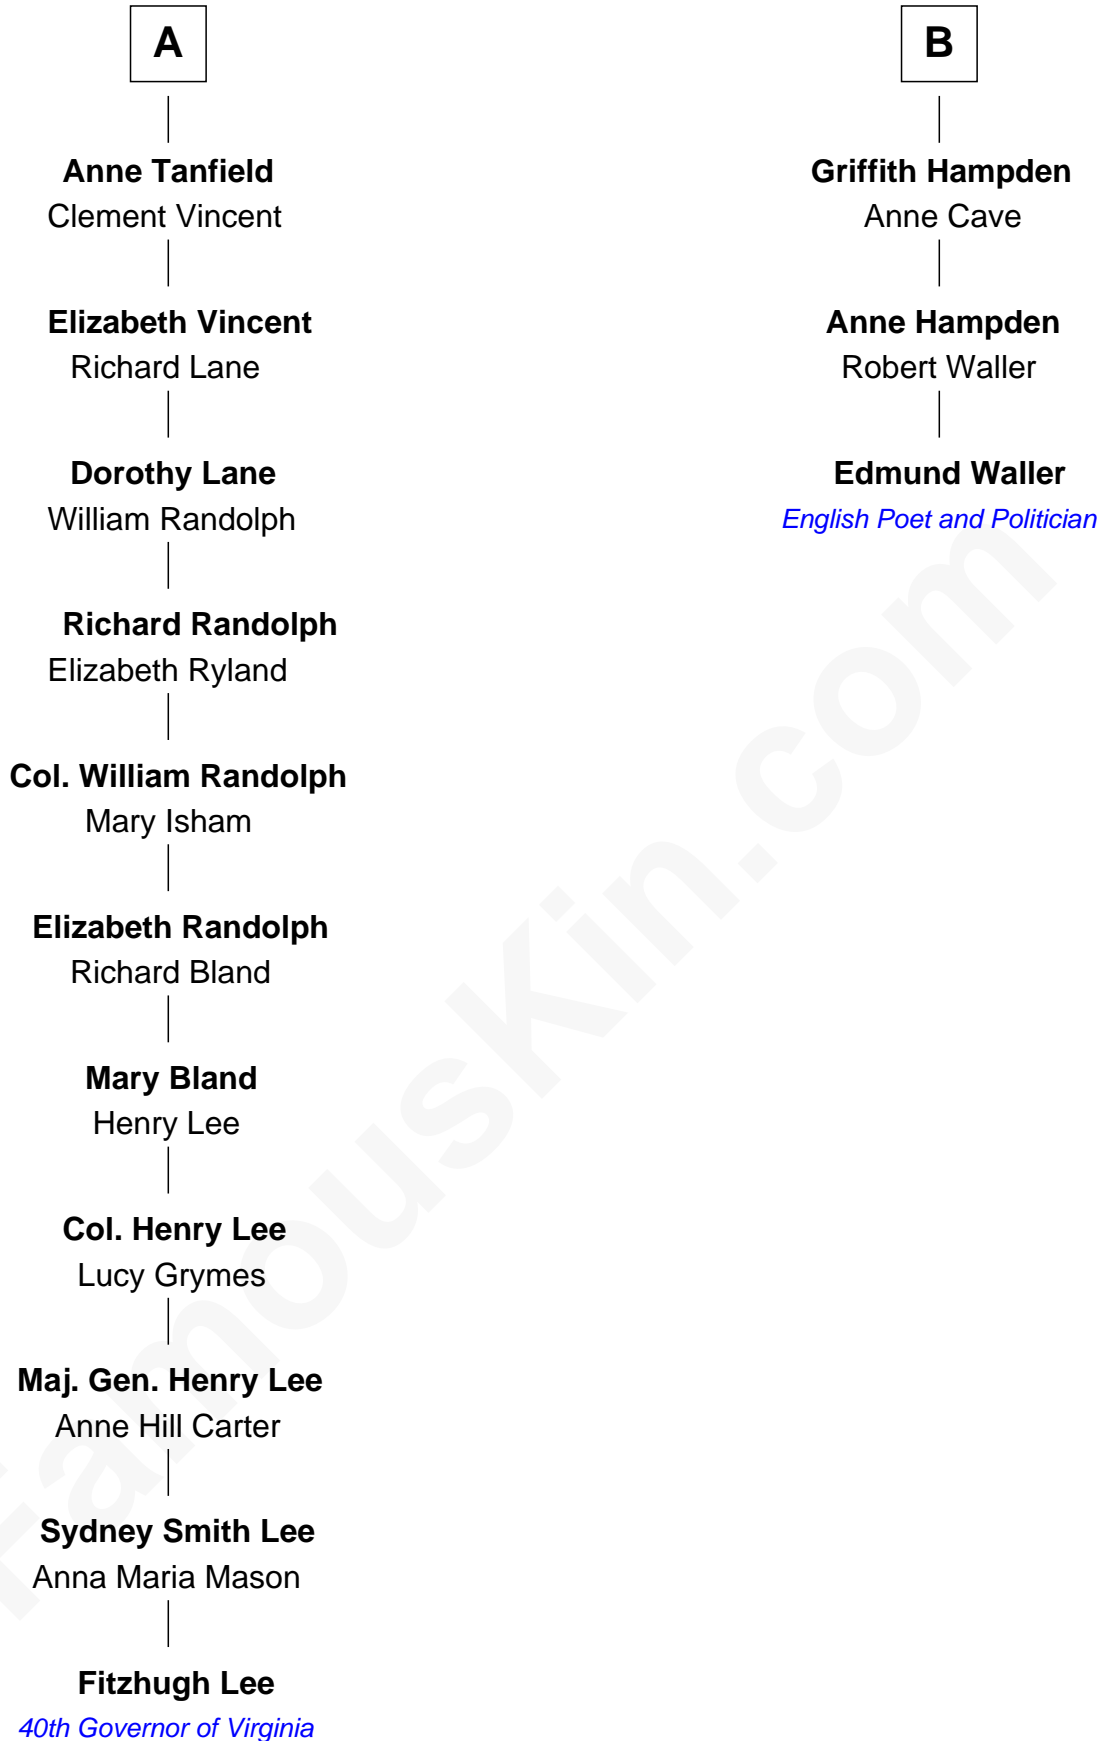 A
Anne Tanfield
Clement Vincent
Elizabeth Vincent
Richard Lane
Dorothy Lane
William Randolph
Richard Randolph
Elizabeth Ryland
Col. William Randolph
Mary Isham
Elizabeth Randolph
Richard Bland
Mary Bland
Henry Lee
Col. Henry Lee
Lucy Grymes
Maj. Gen. Henry Lee
Anne Hill Carter
Sydney Smith Lee
Anna Maria Mason
Fitzhugh Lee
40th Governor of Virginia
B
Griffith Hampden
Anne Cave
Anne Hampden
Robert Waller
Edmund Waller
English Poet and Politician
FamousKin.com